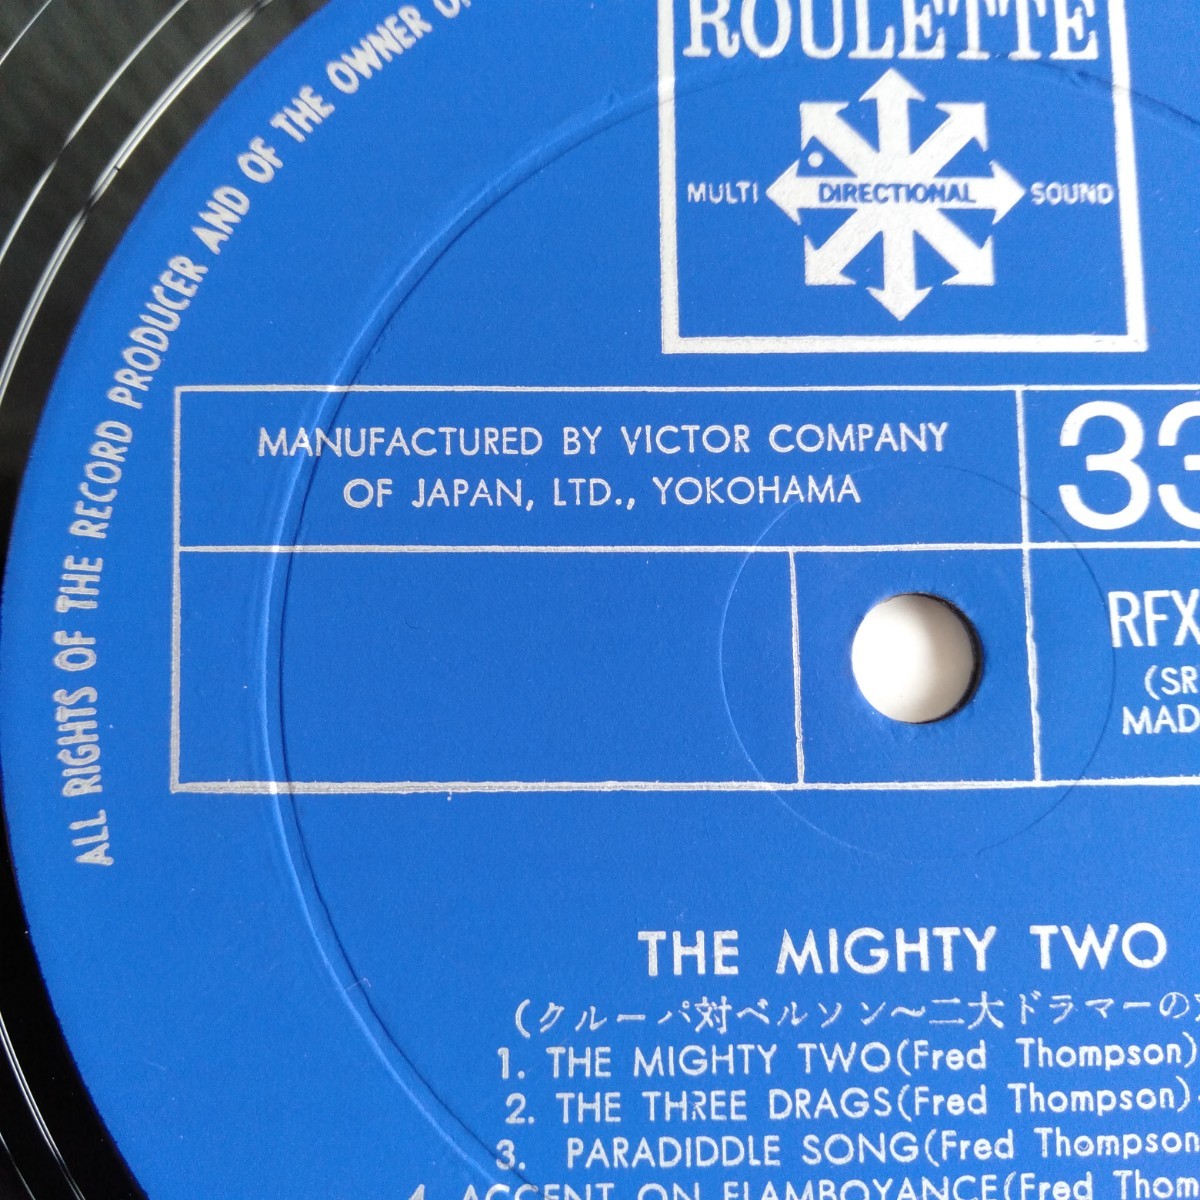 ALL RIGHTS OF THE RECORD PRODUCER AND OF THE OWNER
ROULETTE
MULTI DIRECTIONAL SOUND
MANUFACTURED BY VICTOR COMPANY
OF JAPAN, LTD., YOKOHAMA
33
RFX
(SR
THE MIGHTY TWO
(クルーパ対ベルソン〜二大ドラマーの
1. THE MIGHTY TWO(Fred Thompson)
2. THE THREE DRAGS(Fred Thompson)
3. PARADIDDLE SONG(Fred Thompson
4. ACCENT ON FLAMBOYANCE(Fred